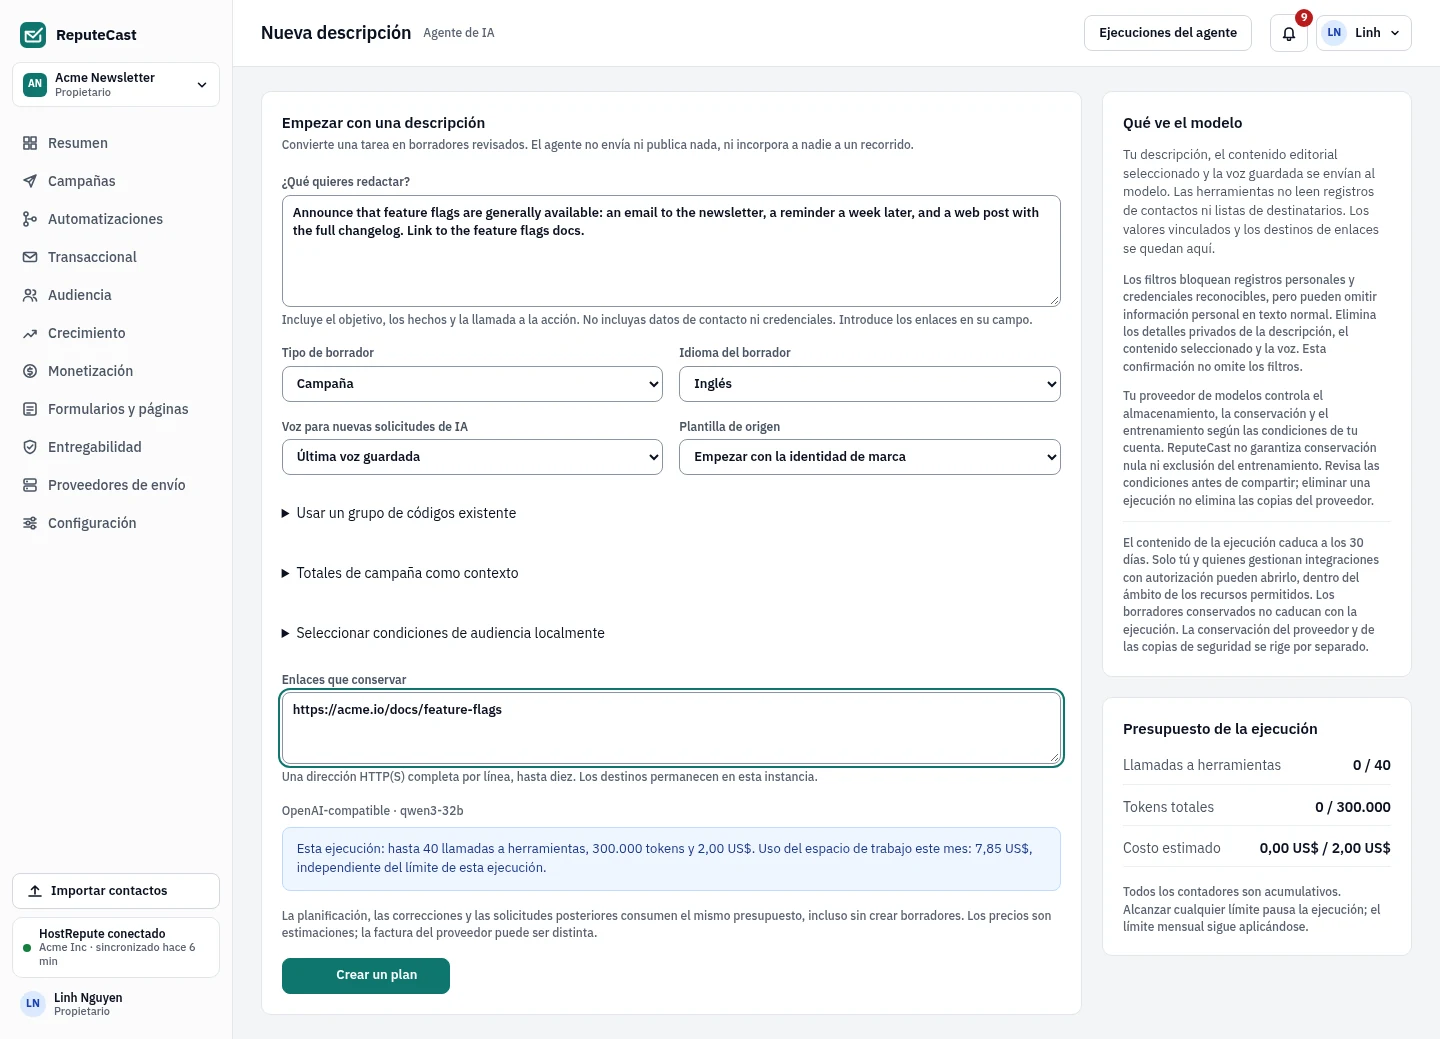 ReputeCast
AN
Acme Newsletter
Propietario
Resumen
Campañas
Automatizaciones
Transaccional
Audiencia
Crecimiento
Monetización
Formularios y páginas
Entregabilidad
Proveedores de envío
Configuración
Importar contactos
HostRepute conectado
Acme Inc · sincronizado hace 6
min
LN
Linh Nguyen
Propietario
Nueva descripción
Agente de IA
Ejecuciones del agente
9
LN
Linh
Empezar con una descripción
Convierte una tarea en borradores revisados. El agente no envía ni publica nada, ni incorpora a nadie a un recorrido.
¿Qué quieres redactar?
Announce that feature flags are generally available: an email to the newsletter, a reminder a week later, and a web post with
the full changelog. Link to the feature flags docs.
Incluye el objetivo, los hechos y la llamada a la acción. No incluyas datos de contacto ni credenciales. Introduce los enlaces en su campo.
Tipo de borrador
Campaña
Idioma del borrador
Inglés
Voz para nuevas solicitudes de IA
Última voz guardada
Plantilla de origen
Empezar con la identidad de marca
Usar un grupo de códigos existente
Totales de campaña como contexto
Seleccionar condiciones de audiencia localmente
Enlaces que conservar
https://acme.io/docs/feature-flags
Una dirección HTTP(S) completa por línea, hasta diez. Los destinos permanecen en esta instancia.
OpenAI-compatible · qwen3-32b
Esta ejecución: hasta 40 llamadas a herramientas, 300.000 tokens y 2,00 US$. Uso del espacio de trabajo este mes: 7,85 US$,
independiente del límite de esta ejecución.
La planificación, las correcciones y las solicitudes posteriores consumen el mismo presupuesto, incluso sin crear borradores. Los precios son
estimaciones; la factura del proveedor puede ser distinta.
Crear un plan
Qué ve el modelo
Tu descripción, el contenido editorial
seleccionado y la voz guardada se envían al
modelo. Las herramientas no leen registros
de contactos ni listas de destinatarios. Los
valores vinculados y los destinos de enlaces
se quedan aquí.
Los filtros bloquean registros personales y
credenciales reconocibles, pero pueden omitir
información personal en texto normal. Elimina
los detalles privados de la descripción, el
contenido seleccionado y la voz. Esta
confirmación no omite los filtros.
Tu proveedor de modelos controla el
almacenamiento, la conservación y el
entrenamiento según las condiciones de tu
cuenta. ReputeCast no garantiza conservación
nula ni exclusión del entrenamiento. Revisa las
condiciones antes de compartir; eliminar una
ejecución no elimina las copias del proveedor.
El contenido de la ejecución caduca a los 30
días. Solo tú y quienes gestionan integraciones
con autorización pueden abrirlo, dentro del
ámbito de los recursos permitidos. Los
borradores conservados no caducan con la
ejecución. La conservación del proveedor y de
las copias de seguridad se rige por separado.
Presupuesto de la ejecución
Llamadas a herramientas 0 / 40
Tokens totales 0 / 300.000
Costo estimado 0,00 US$ / 2,00 US$
Todos los contadores son acumulativos.
Alcanzar cualquier límite pausa la ejecución; el
límite mensual sigue aplicándose.